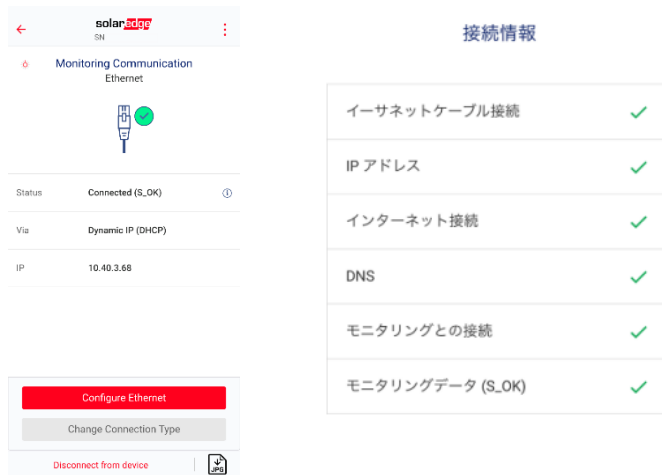 solaredge
SN
Monitoring Communication
Ethernet
Status Connected (S_OK)
Via Dynamic IP (DHCP)
IP 10.40.3.68
Configure Ethernet
Change Connection Type
Disconnect from device
JPG
接続情報
イーサネットケーブル接続
IP アドレス
インターネット接続
DNS
モニタリングとの接続
モニタリングデータ (S_OK)